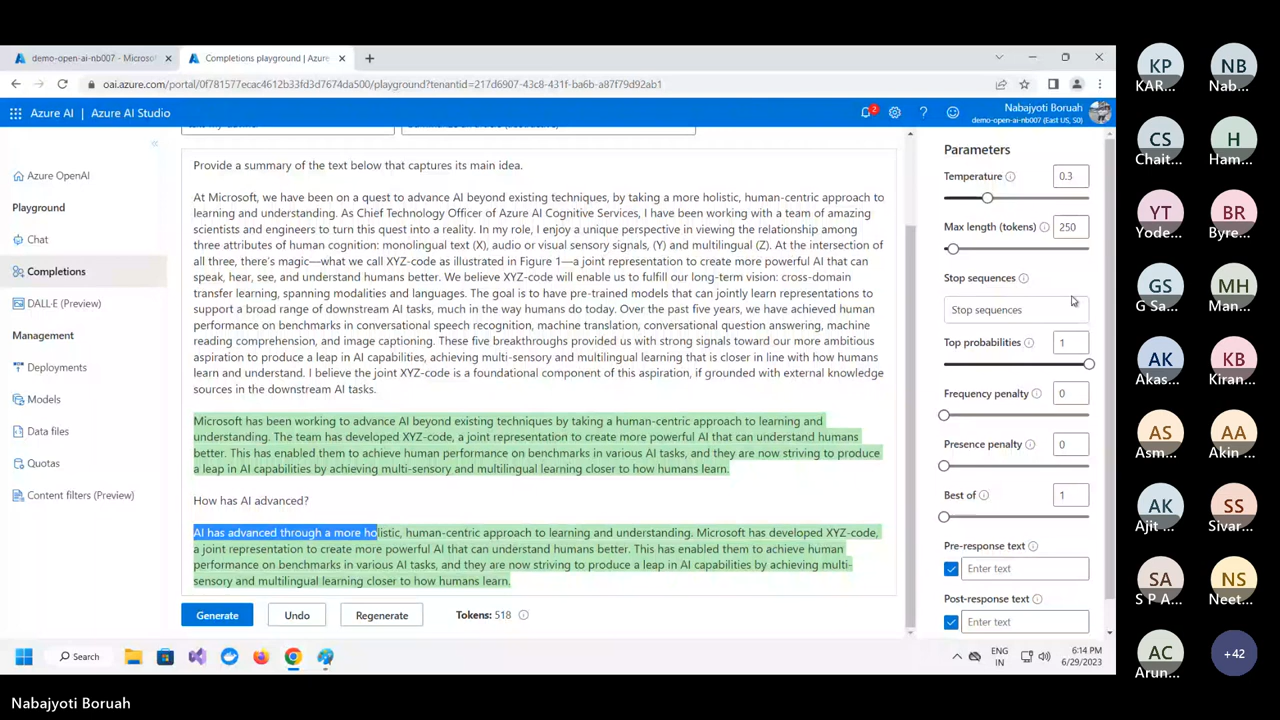 demo-open-ai-nb007 - Microso
Completions playground | Azure
oai.azure.com/portal/0f781577ecac4612b33fd3d7674da500/playground?tenantid=217d6907-43c8-431f-ba6b-a87f79d92ab1
Azure AI | Azure AI Studio
2
Nabajyoti Boruah
demo-open-ai-nb007 (East US, S0)
Azure OpenAI
Playground
Chat
Completions
DALL·E (Preview)
Management
Deployments
Models
Data files
Quotas
Content filters (Preview)
Provide a summary of the text below that captures its main idea.
At Microsoft, we have been on a quest to advance AI beyond existing techniques, by taking a more holistic, human-centric approach to
learning and understanding. As Chief Technology Officer of Azure AI Cognitive Services, I have been working with a team of amazing
scientists and engineers to turn this quest into a reality. In my role, I enjoy a unique perspective in viewing the relationship among
three attributes of human cognition: monolingual text (X), audio or visual sensory signals, (Y) and multilingual (Z). At the intersection
of all three, there's magic—what we call XYZ-code as illustrated in Figure 1—a joint representation to create more powerful AI that can
speak, hear, see, and understand humans better. We believe XYZ-code will enable us to fulfill our long-term vision: cross-domain
transfer learning, spanning modalities and languages. The goal is to have pre-trained models that can jointly learn representations to
support a broad range of downstream AI tasks, much in the way humans do today. Over the past five years, we have achieved human
performance on benchmarks in conversational speech recognition, machine translation, conversational question answering, machine
reading comprehension, and image captioning. These five breakthroughs provided us with strong signals toward our more ambitious
aspiration to produce a leap in AI capabilities, achieving multi-sensory and multilingual learning that is closer in line with how humans
learn and understand. I believe the joint XYZ-code is a foundational component of this aspiration, if grounded with external knowledge
sources in the downstream AI tasks.
Microsoft has been working to advance AI beyond existing techniques by taking a human-centric approach to learning and
understanding. The team has developed XYZ-code, a joint representation to create more powerful AI that can understand humans
better. This has enabled them to achieve human performance on benchmarks in various AI tasks, and they are now striving to produce
a leap in AI capabilities by achieving multi-sensory and multilingual learning closer to how humans learn.
How has AI advanced?
AI has advanced through a more holistic, human-centric approach to learning and understanding. Microsoft has developed XYZ-code,
a joint representation to create more powerful AI that can understand humans better. This has enabled them to achieve human
performance on benchmarks in various AI tasks, and they are now striving to produce a leap in AI capabilities by achieving multi-
sensory and multilingual learning closer to how humans learn.
Generate
Undo
Regenerate
Tokens: 518
Parameters
Temperature
0.3
Max length (tokens)
250
Stop sequences
Stop sequences
Top probabilities
1
Frequency penalty
0
Presence penalty
0
Best of
1
Pre-response text
Enter text
Post-response text
Enter text
Search
ENG
IN
6:14 PM
6/29/2023
KP
KAR...
NB
Nab...
CS
Chait...
H
Ham...
YT
Yode...
BR
Byre...
GS
G Sa...
MH
Man...
AK
Akas...
KB
Kiran...
AS
Asm...
AA
Akin ...
AK
Ajit ...
SS
Sivar...
SA
S P A...
NS
Neet...
AC
Arun...
+42
Nabajyoti Boruah